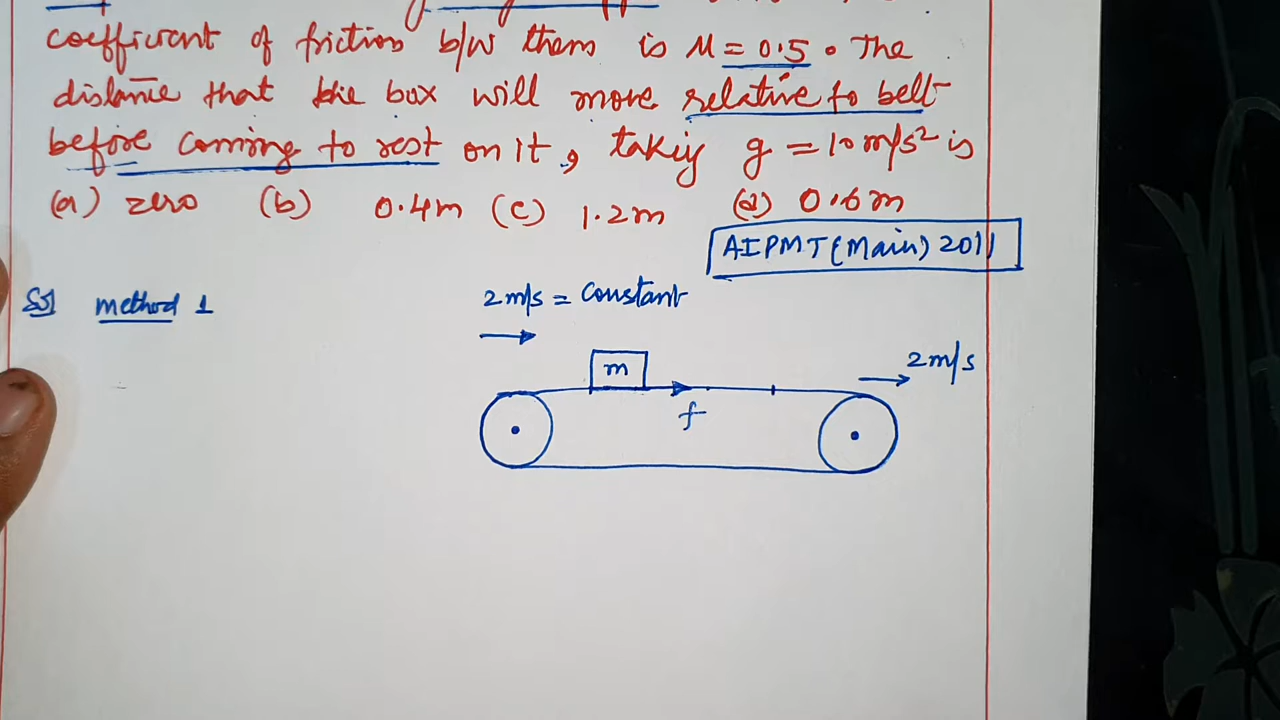 coefficient of friction b/w them is μ = 0.5. The
distance that the box will move relative to belt
before coming to rest on it, taking g = 10 m/s² is
(a) zero (b) 0.4m (c) 1.2m (d) 0.6m
AIPMT (Main) 2011
Sol method 1
2 m/s = constant
2 m/s
m
f